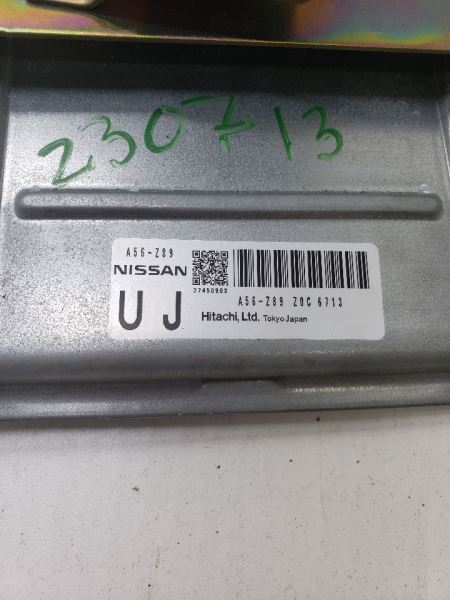 230713
A56-Z89
NISSAN
UJ
27450903
A56-Z89 Z0C 6713
Hitachi, Ltd. Tokyo Japan